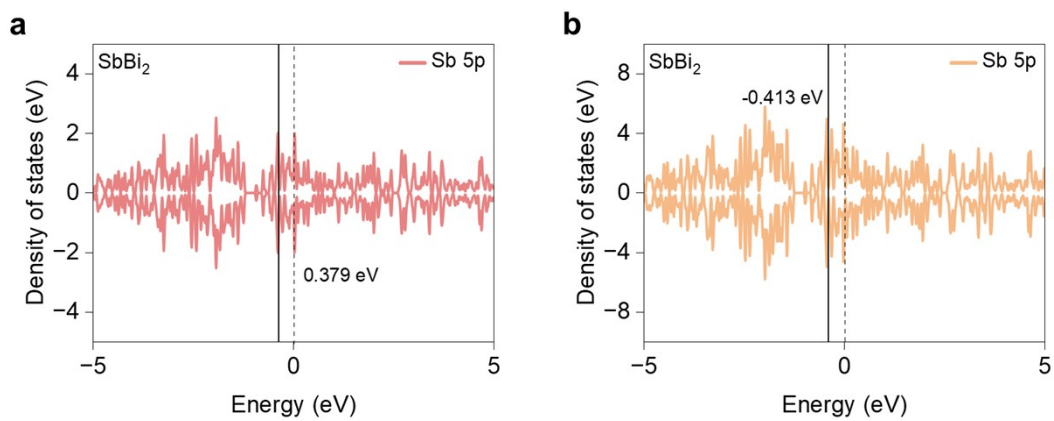 a
SbBi₂
Sb 5p
4
2
0
−2
−4
Density of states (eV)
0.379 eV
−5
0
5
Energy (eV)
b
SbBi₂
Sb 5p
-0.413 eV
8
4
0
−4
−8
Density of states (eV)
−5
0
5
Energy (eV)